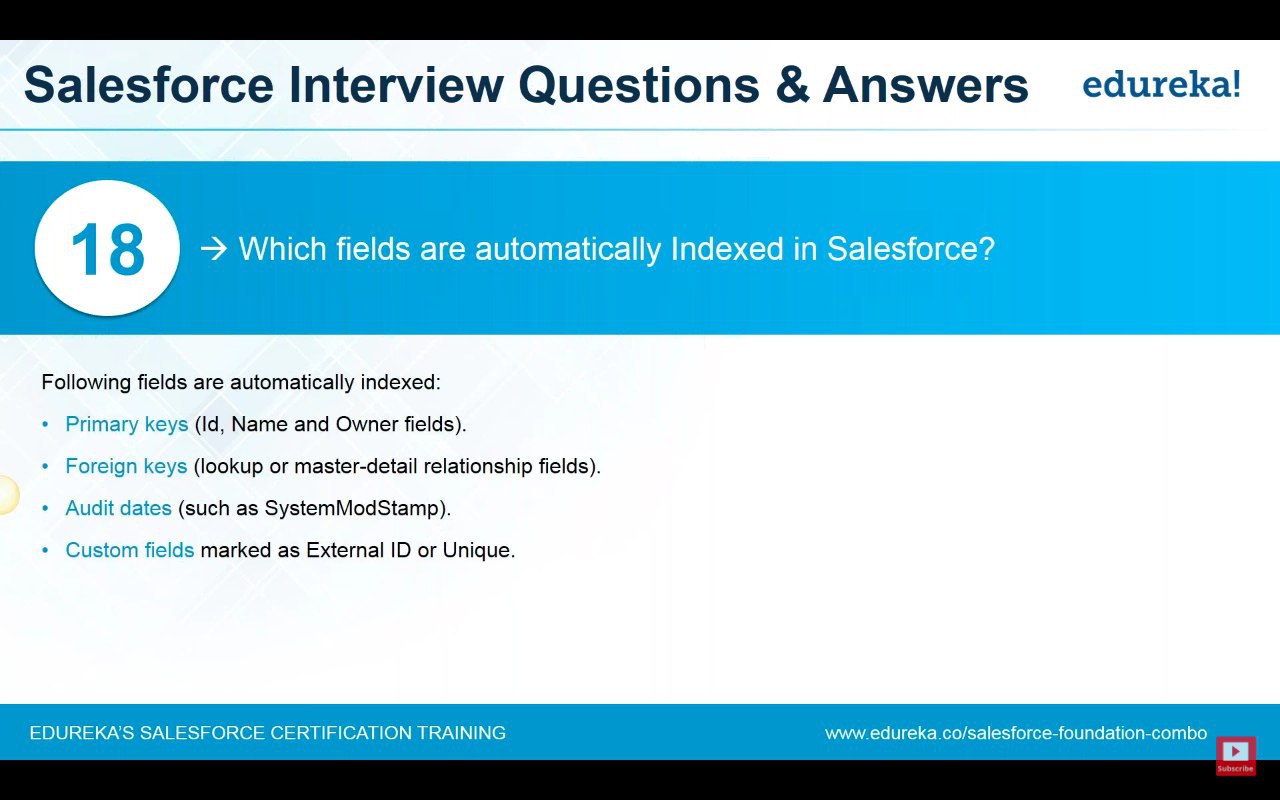 Salesforce Interview Questions & Answers
edureka!
18
→ Which fields are automatically Indexed in Salesforce?
Following fields are automatically indexed:
• Primary keys (Id, Name and Owner fields).
• Foreign keys (lookup or master-detail relationship fields).
• Audit dates (such as SystemModStamp).
• Custom fields marked as External ID or Unique.
EDUREKA’S SALESFORCE CERTIFICATION TRAINING
www.edureka.co/salesforce-foundation-combo
Subscribe